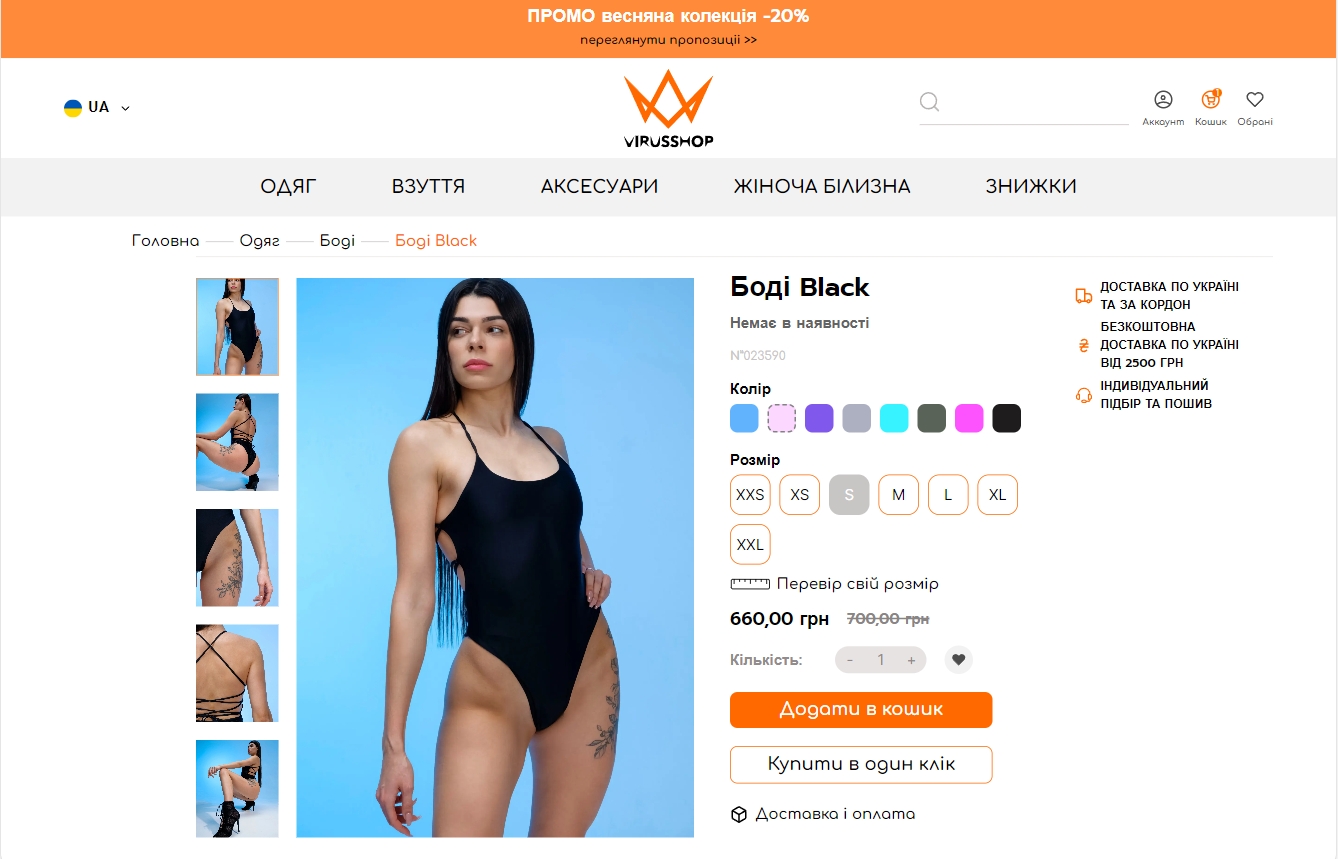 ПРОМО весняна колекція -20%
переглянути пропозиціі >>
UA
VIRUSSHOP
1
Аккаунт
Кошик
Обрані
ОДЯГ
ВЗУТТЯ
АКСЕСУАРИ
ЖІНОЧА БІЛИЗНА
ЗНИЖКИ
Головна
Одяг
Боді
Боді Black
Боді Black
Немає в наявності
N°023590
Колір
Розмір
XXS
XS
S
M
L
XL
XXL
Перевір свій розмір
660,00 грн
700,00 грн
Кількість:
- 1 +
Додати в кошик
Купити в один клік
Доставка і оплата
ДОСТАВКА ПО УКРАЇНІ
ТА ЗА КОРДОН
БЕЗКОШТОВНА
ДОСТАВКА ПО УКРАЇНІ
ВІД 2500 ГРН
ІНДИВІДУАЛЬНИЙ
ПІДБІР ТА ПОШИВ